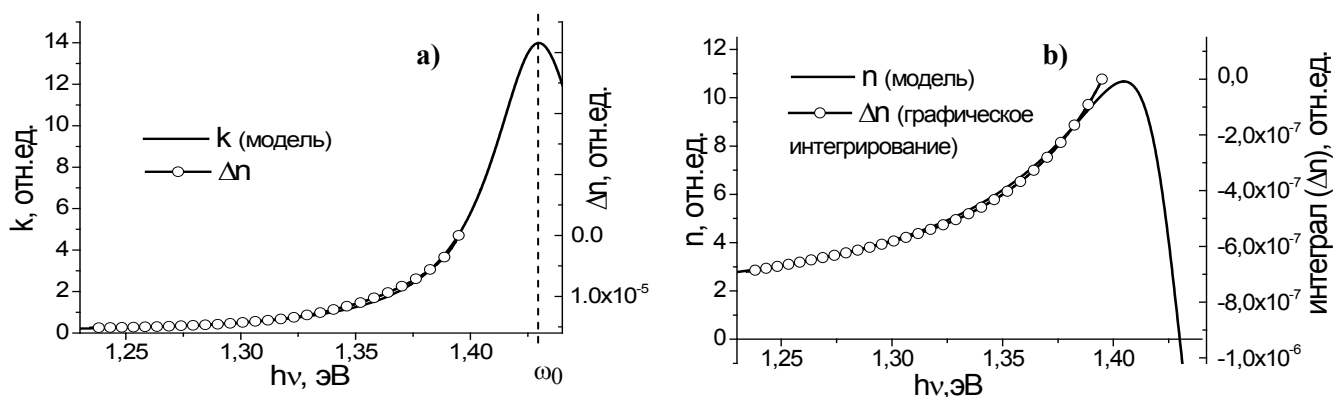 a)
k, отн.ед.
14
12
10
8
6
4
2
0
k (модель)
Δn
1,25
1,30
1,35
1,40
ω0
hν, эВ
0.0
1.0x10-5
Δn, отн.ед.
b)
n, отн.ед.
12
10
8
6
4
2
0
n (модель)
Δn (графическое
интегрирование)
1,25
1,30
1,35
1,40
hν,эВ
0,0
-2,0x10-7
-4,0x10-7
-6,0x10-7
-8,0x10-7
-1,0x10-6
интеграл (Δn), отн.ед.